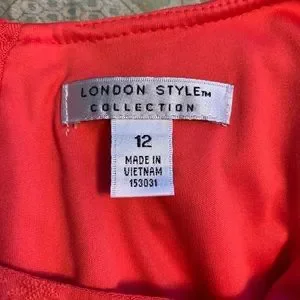 LONDON STYLE™
COLLECTION
12
MADE IN
VIETNAM
153031